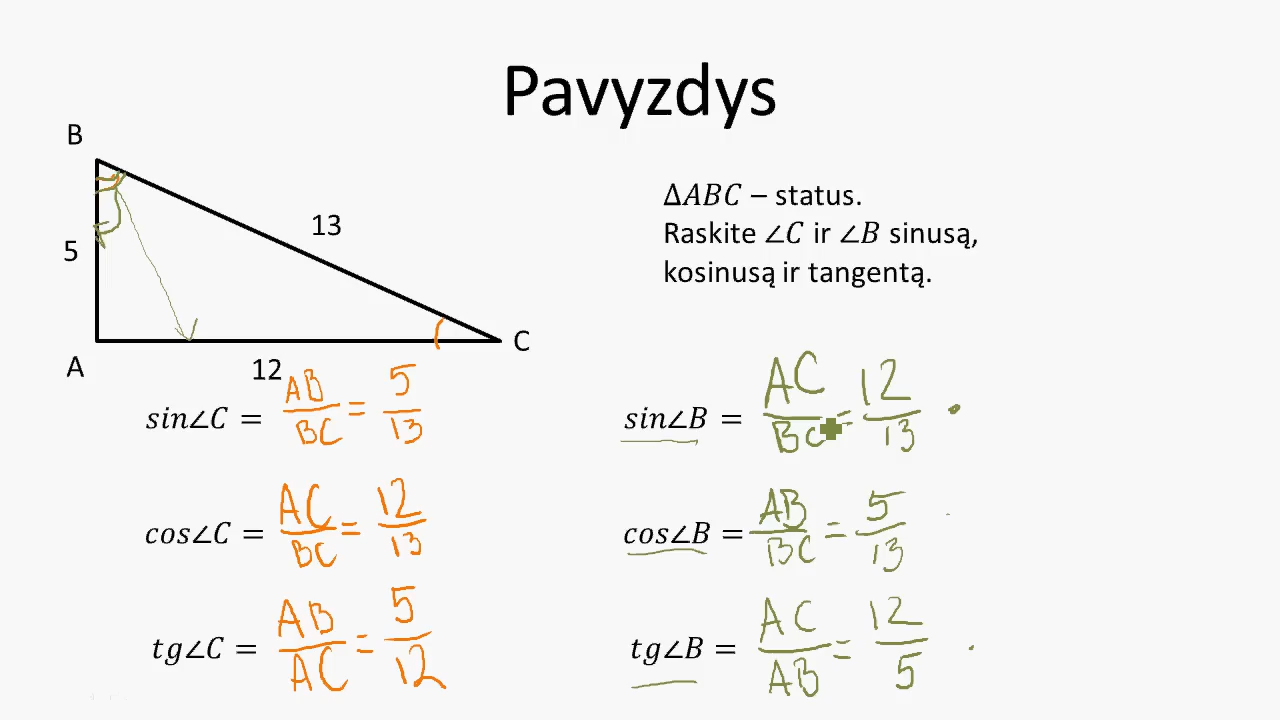 Pavyzdys
B
5
13
A
12
C
ΔABC – status.
Raskite ∠C ir ∠B sinusą,
kosinusą ir tangentą.
sin∠C = AB/BC = 5/13
cos∠C = AC/BC = 12/13
tg∠C = AB/AC = 5/12
sin∠B = AC/BC = 12/13
cos∠B = AB/BC = 5/13
tg∠B = AC/AB = 12/5